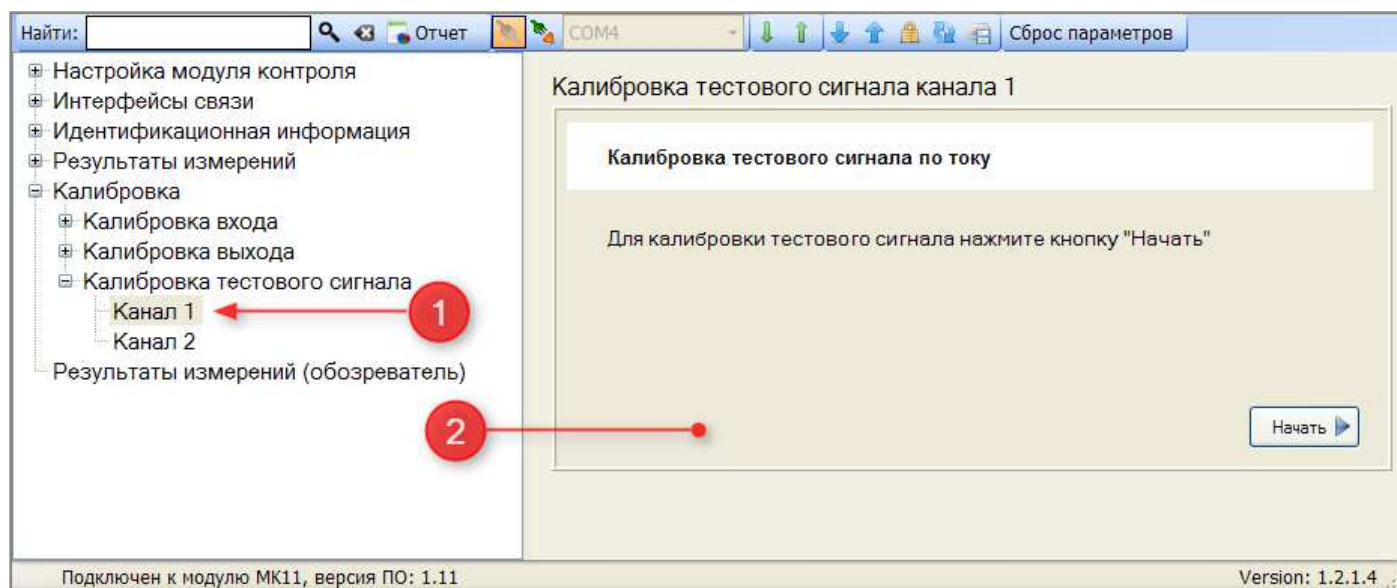 Найти: Отчет COM4 Сброс параметров
Настройка модуля контроля
Интерфейсы связи
Идентификационная информация
Результаты измерений
Калибровка
Калибровка входа
Калибровка выхода
Калибровка тестового сигнала
Канал 1
Канал 2
Результаты измерений (обозреватель)
1
2
Калибровка тестового сигнала канала 1
Калибровка тестового сигнала по току
Для калибровки тестового сигнала нажмите кнопку "Начать"
Начать
Подключен к модулю МК11, версия ПО: 1.11 Version: 1.2.1.4